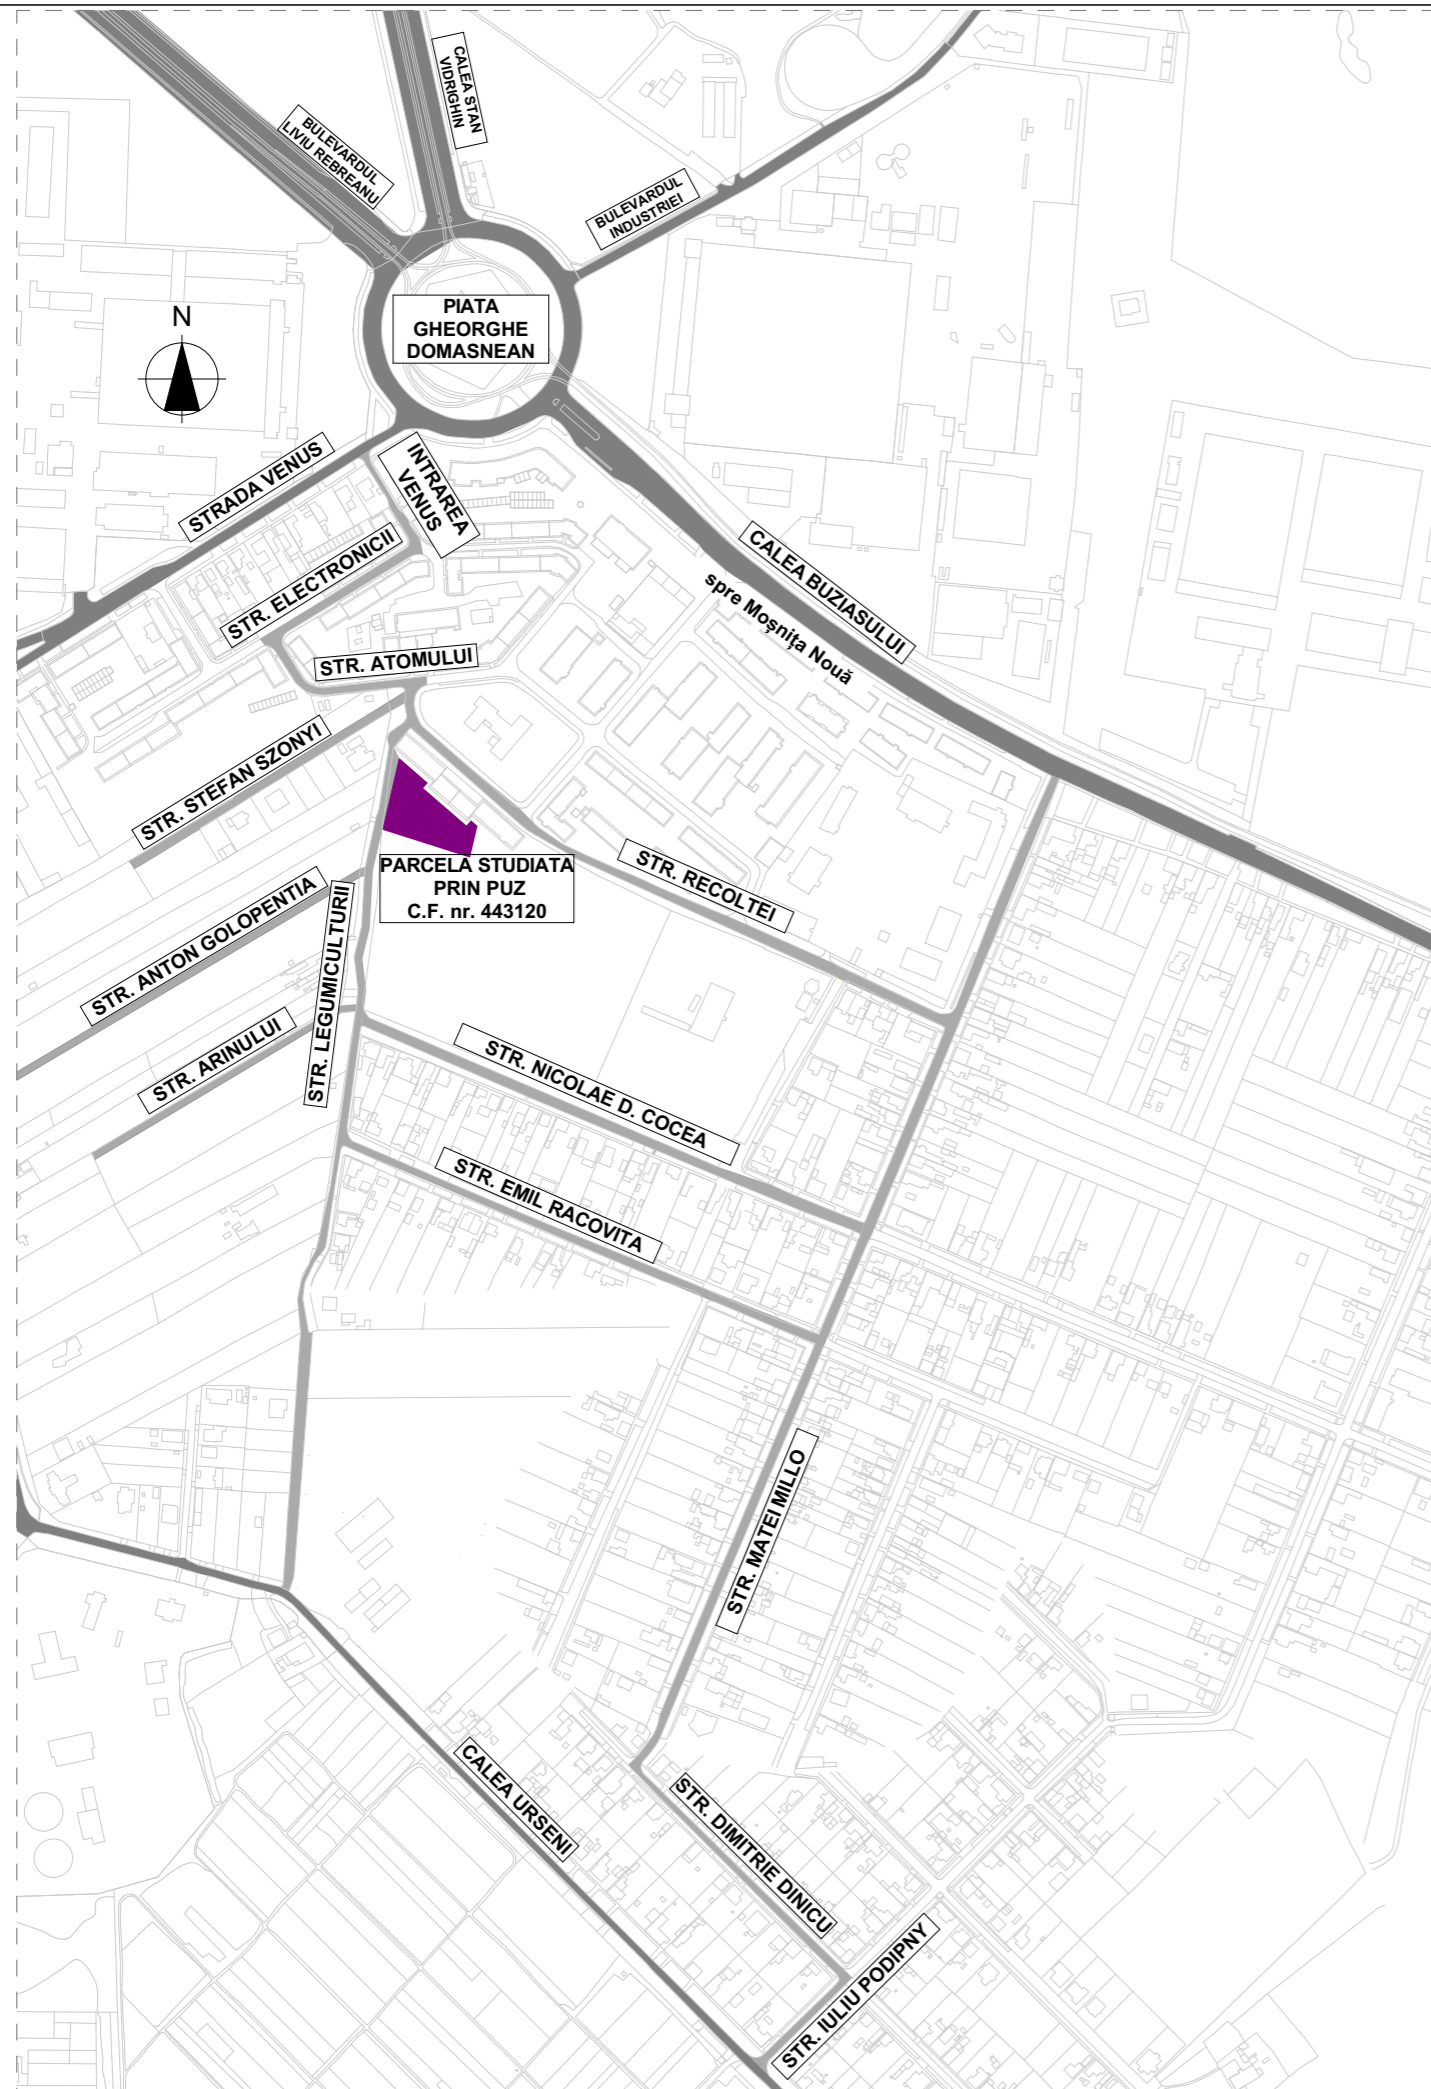 CALEA STAN
VIDRIGHIN
BULEVARDUL
LIVIU REBREANU
BULEVARDUL
INDUSTRIEI
PIATA
GHEORGHE
DOMASNEAN
N
STRADA VENUS
INTRAREA
VENUS
STR. ELECTRONICII
CALEA BUZIASULUI
spre Moşniţa Nouă
STR. ATOMULUI
STR. STEFAN SZONYI
PARCELA STUDIATA
PRIN PUZ
C.F. nr. 443120
STR. RECOLTEI
STR. ANTON GOLOPENTIA
STR. LEGUMICULTURII
STR. ARINULUI
STR. NICOLAE D. COCEA
STR. EMIL RACOVITA
STR. MATEI MILLO
CALEA URSENI
STR. DIMITRIE DINICU
STR. IULIU PODIPNY